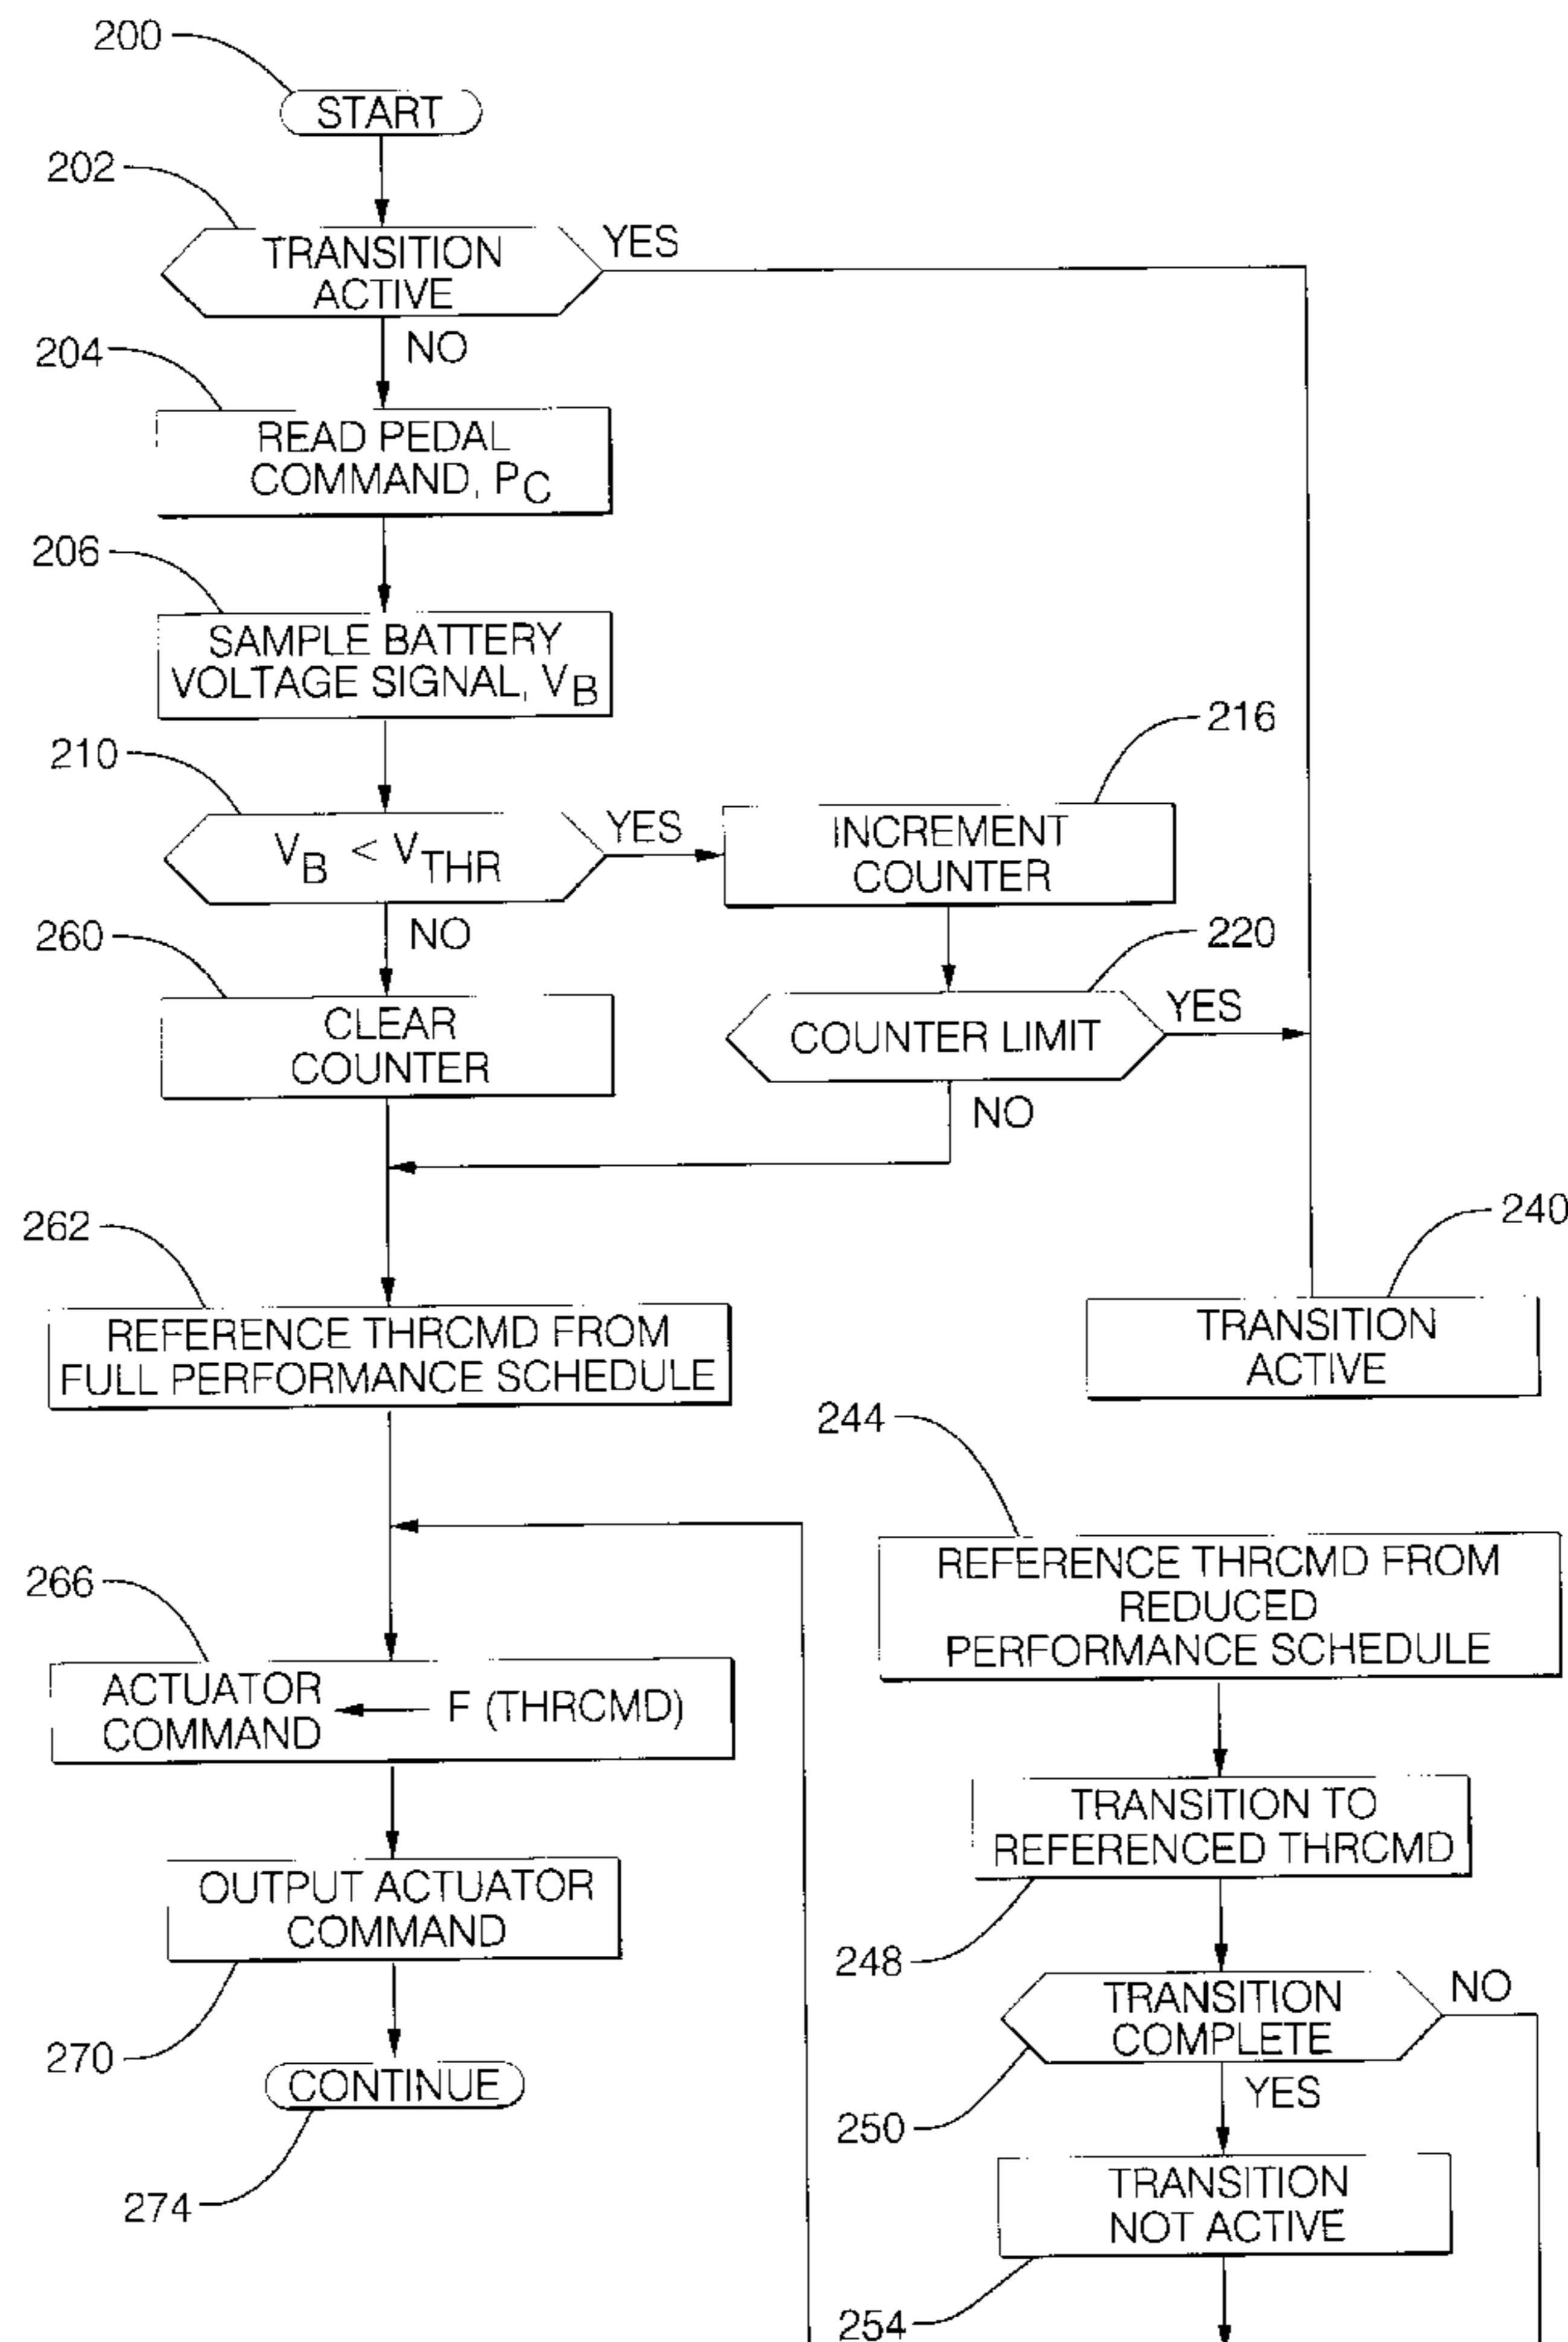 200
START
202
TRANSITION
ACTIVE
YES
NO
204
READ PEDAL
COMMAND, PC
206
SAMPLE BATTERY
VOLTAGE SIGNAL, VB
210
VB < VTHR
YES
NO
216
INCREMENT
COUNTER
220
COUNTER LIMIT
YES
NO
260
CLEAR
COUNTER
262
REFERENCE THRCMD FROM
FULL PERFORMANCE SCHEDULE
240
TRANSITION
ACTIVE
244
REFERENCE THRCMD FROM
REDUCED
PERFORMANCE SCHEDULE
266
ACTUATOR
COMMAND
F (THRCMD)
TRANSITION TO
REFERENCED THRCMD
248
OUTPUT ACTUATOR
COMMAND
270
TRANSITION
COMPLETE
NO
YES
250
CONTINUE
274
TRANSITION
NOT ACTIVE
254